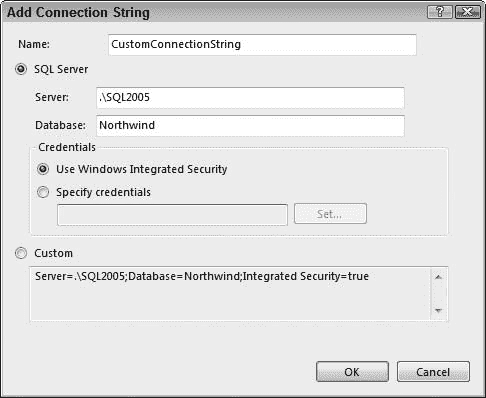 Add Connection String
Name: CustomConnectionString
SQL Server
Server: .\SQL2005
Database: Northwind
Credentials
Use Windows Integrated Security
Specify credentials
Set...
Custom
Server=.\SQL2005;Database=Northwind;Integrated Security=true
OK Cancel